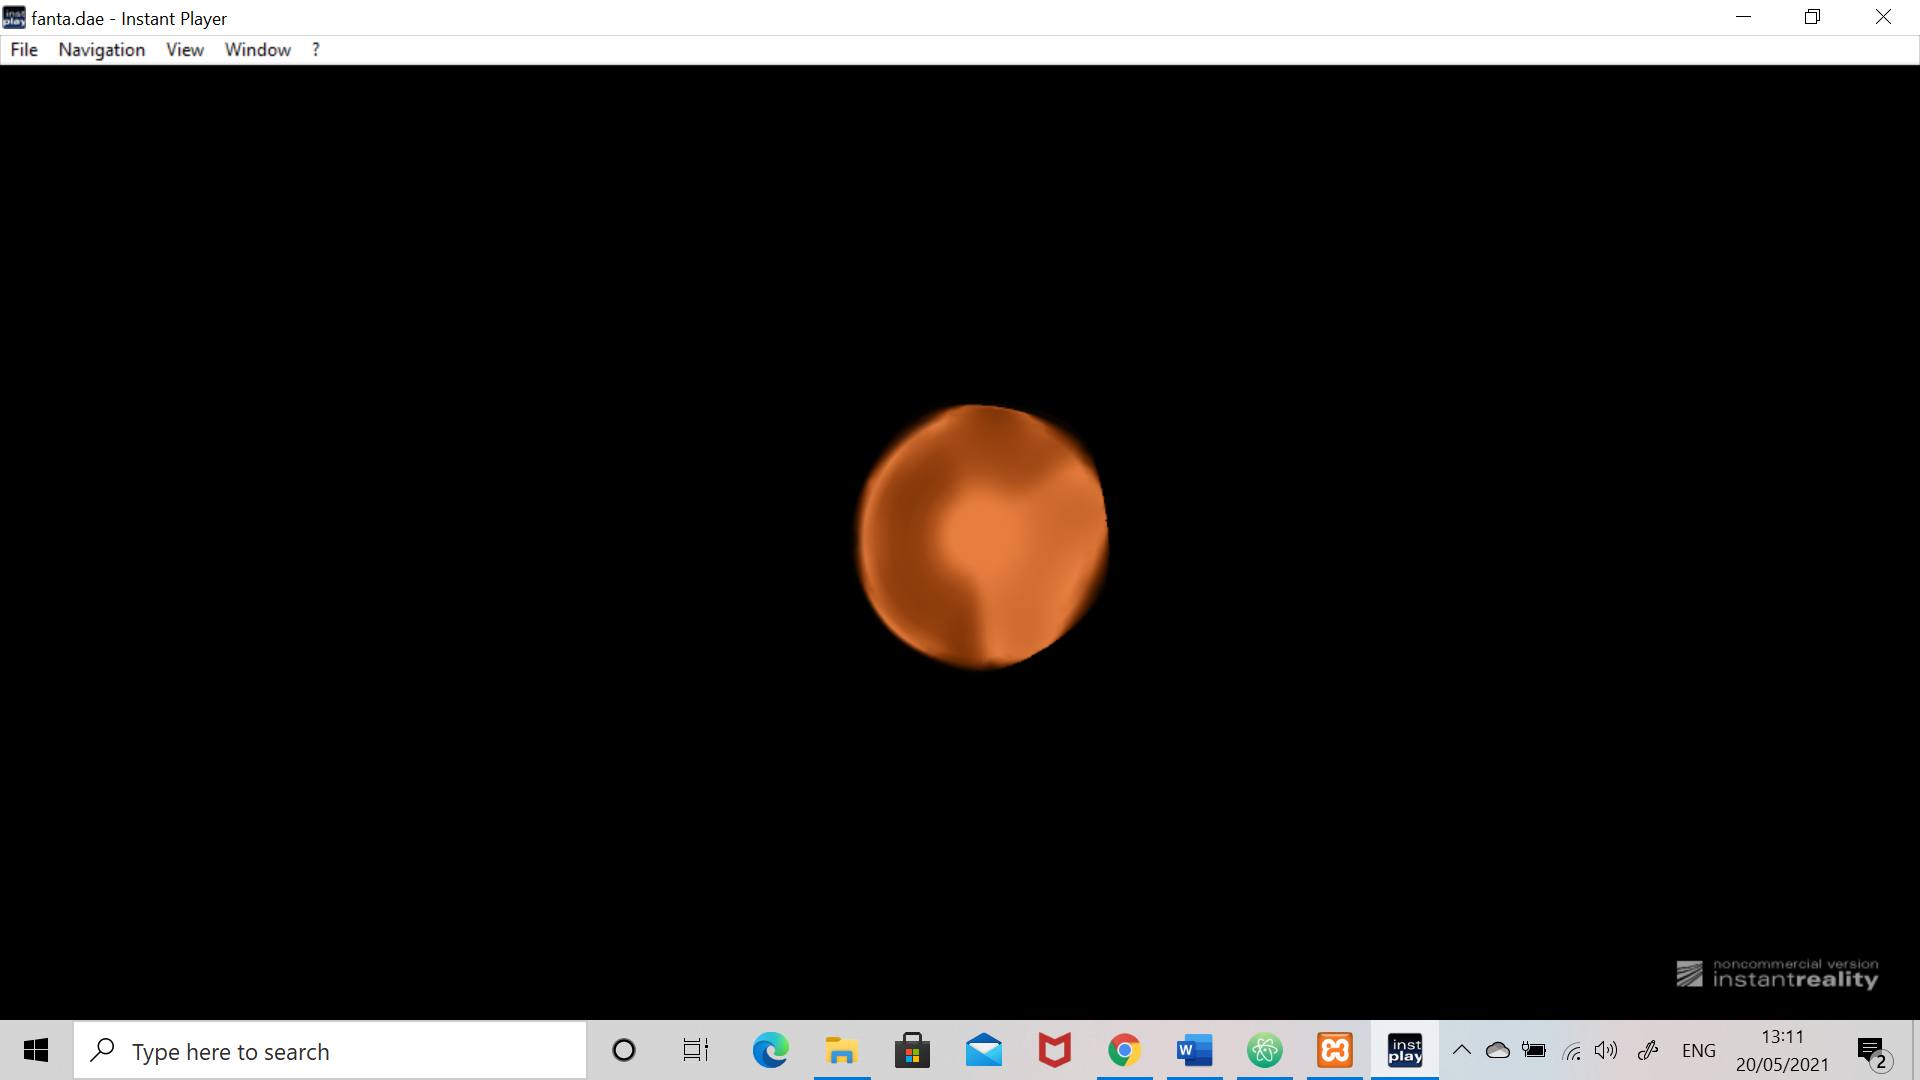 fanta.dae - Instant Player
File Navigation View Window ?
noncommercial version
instantreality
Type here to search
W
inst
play
ENG
13:11
20/05/2021
2